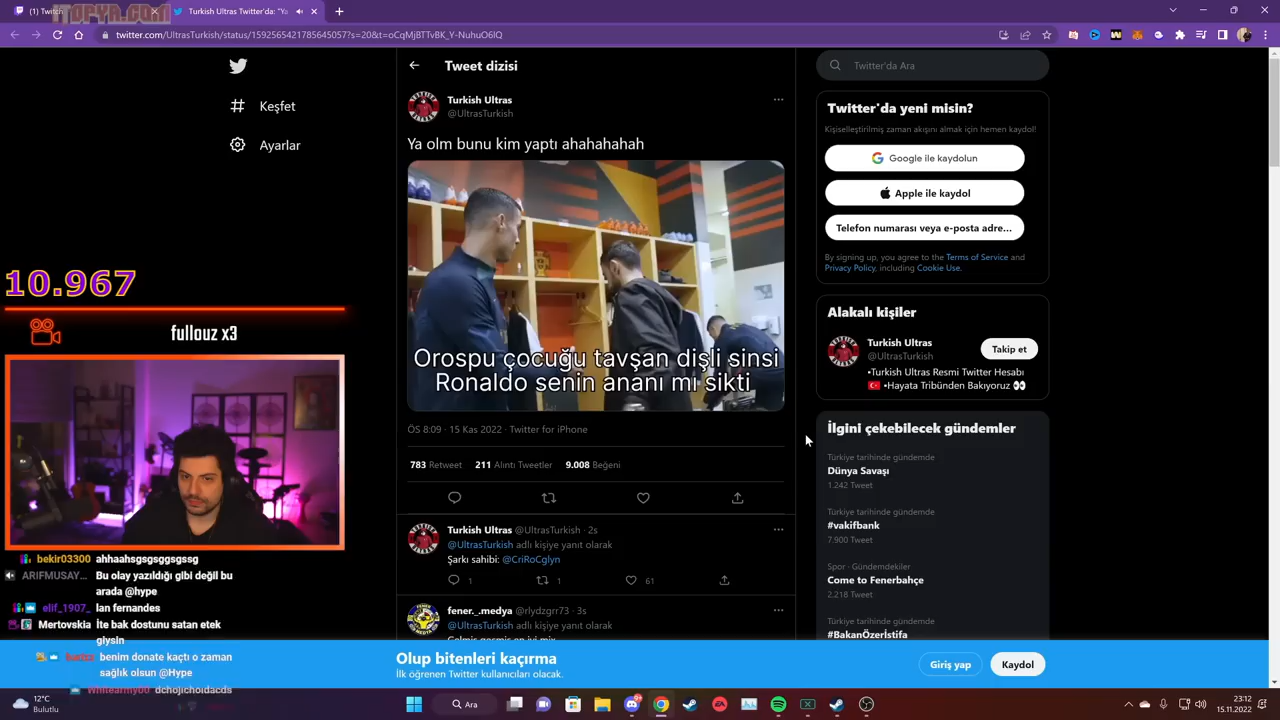 (1) Twitch
Turkish Ultras on Twitter: "Y
twitter.com/UltrasTurkish/status/1592565421785645057?s=20&t=oCqMjBTTvBK_Y-NuhuO6lQ
Keşfet
Ayarlar
Tweet dizisi
Turkish Ultras
@UltrasTurkish
Ya olm bunu kim yaptı ahahahahah
Orospu çocuğu tavşan dişli sinsi
Ronaldo senin ananı mı sikti
ÖS 8:09 · 15 Kas 2022 · Twitter for iPhone
783 Retweet 211 Alıntı Tweetler 9.008 Beğeni
Turkish Ultras @UltrasTurkish · 2s
@UltrasTurkish adlı kişiye yanıt olarak
Şarkı sahibi: @CriRoCglyn
1 1 61
fener._.medya @rlydzgrr73 · 3s
@UltrasTurkish adlı kişiye yanıt olarak
Twitter'da Ara
Twitter'da yeni misin?
Kişiselleştirilmiş zaman akışını almak için hemen kaydol!
Google ile kaydolun
Apple ile kaydol
Telefon numarası veya e-posta adre...
By signing up, you agree to the Terms of Service and
Privacy Policy, including Cookie Use.
Alakalı kişiler
Turkish Ultras
@UltrasTurkish
Takip et
•Turkish Ultras Resmi Twitter Hesabı
🇹🇷 •Hayata Tribünden Bakıyoruz 👀
İlgini çekebilecek gündemler
Türkiye tarihinde gündemde
Dünya Savaşı
1.242 Tweet
Türkiye tarihinde gündemde
#vakifbank
7.900 Tweet
Spor · Gündemdekiler
Come to Fenerbahçe
2.218 Tweet
Türkiye tarihinde gündemde
#BakanÖzerİstifa
10.967
fullouz x3
bekir03300 ahhaahsgsgsggsgssg
ARIFMUSAY... Bu olay yazıldığı gibi değil bu
arada @hype
elif_1907_ lan fernandes
Mertovskia İte bak dostunu satan etek
giysin
benim donate kaçtı o zaman
sağlık olsun @Hype
Whitearmy00 dchojichoidacds
Olup bitenleri kaçırma
İlk öğrenen Twitter kullanıcıları olacak.
Giriş yap
Kaydol
12°C
Bulutlu
Ara
23:12
15.11.2022